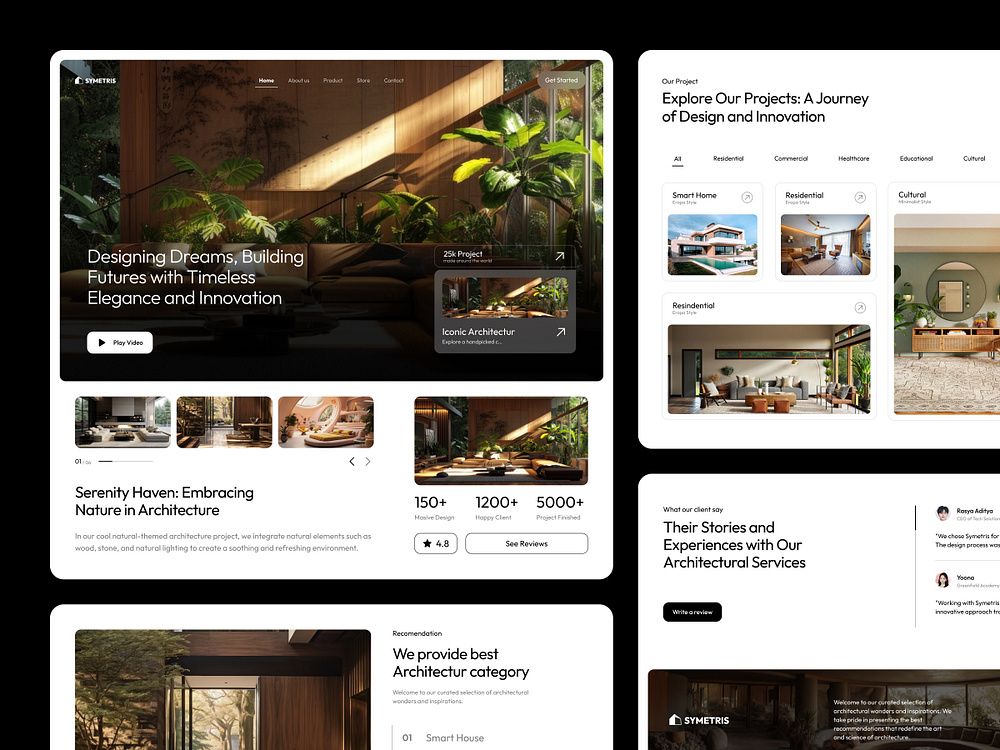 SYMETRIS
Home
About us
Product
Store
Contact
Get Started
Designing Dreams, Building
Futures with Timeless
Elegance and Innovation
Play Video
25k Project
made around the world
Iconic Architectur
Explore a handpicked c...
01 / 06
Serenity Haven: Embracing
Nature in Architecture
In our cool natural-themed architecture project, we integrate natural elements such as
wood, stone, and natural lighting to create a soothing and refreshing environment.
150+
Masive Design
1200+
Happy Client
5000+
Project Finished
4.8
See Reviews
Recomendation
We provide best
Architectur category
Welcome to our curated selection of architectural
wonders and inspirations.
01 Smart House
Our Project
Explore Our Projects: A Journey
of Design and Innovation
All
Residential
Commercial
Healthcare
Educational
Cultural
Smart Home
Eropa Style
Residential
Eropa Style
Cultural
Minimalist Style
Resindential
Eropa Style
What our client say
Their Stories and
Experiences with Our
Architectural Services
Write a review
Rasya Aditya
CEO of Tech Solution
"We chose Symetris for
The design process was
Yoona
Greenfield Academy
"Working with Symetris
innovative approach tra
SYMETRIS
Welcome to our curated selection of
architectural wonders and inspirations. We
take pride in presenting the best
recommendations that redefine the art
and science of architecture.